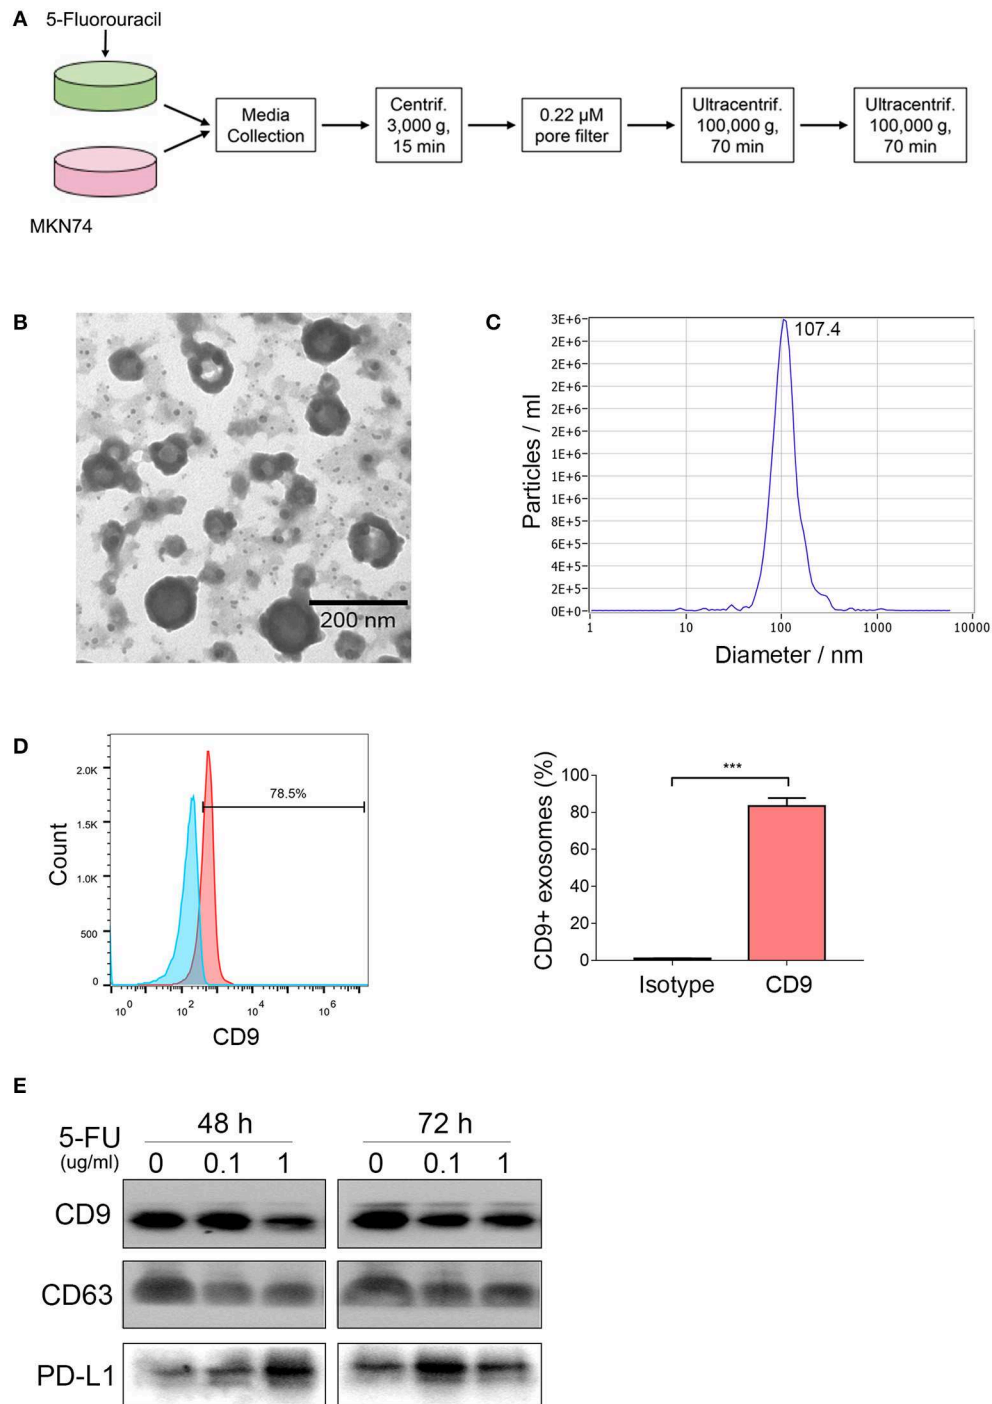 A
5-Fluorouracil
MKN74
Media
Collection
Centrif.
3,000 g,
15 min
0.22 µM
pore filter
Ultracentrif.
100,000 g,
70 min
Ultracentrif.
100,000 g,
70 min
B
200 nm
C
3E+6
2E+6
2E+6
2E+6
2E+6
2E+6
1E+6
1E+6
1E+6
8E+5
6E+5
4E+5
2E+5
0E+0
107.4
Particles / ml
1 10 100 1000 10000
Diameter / nm
D
2.0K
1.5K
1.0K
500
0
Count
78.5%
10^0 10^2 10^4 10^6
CD9
CD9+ exosomes (%)
100
80
60
40
20
0
***
Isotype CD9
E
5-FU
(ug/ml)
48 h 72 h
0 0.1 1 0 0.1 1
CD9
CD63
PD-L1